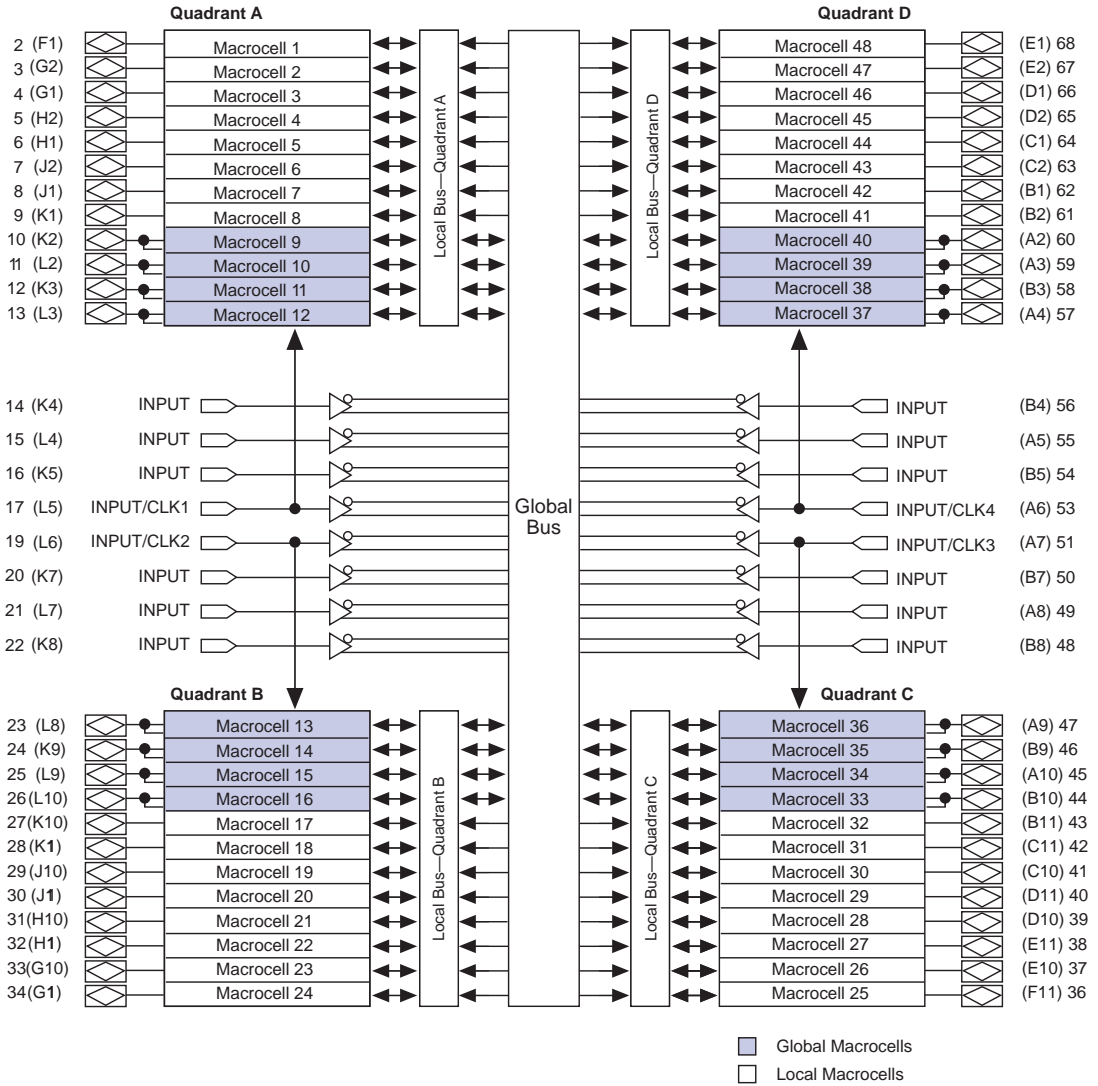 Quadrant A
Quadrant D
2 (F1) Macrocell 1 Macrocell 48 (E1) 68
3 (G2) Macrocell 2 Macrocell 47 (E2) 67
4 (G1) Macrocell 3 Macrocell 46 (D1) 66
5 (H2) Macrocell 4 Macrocell 45 (D2) 65
6 (H1) Macrocell 5 Macrocell 44 (C1) 64
7 (J2) Macrocell 6 Macrocell 43 (C2) 63
8 (J1) Macrocell 7 Macrocell 42 (B1) 62
9 (K1) Macrocell 8 Macrocell 41 (B2) 61
10 (K2) Macrocell 9 Macrocell 40 (A2) 60
11 (L2) Macrocell 10 Macrocell 39 (A3) 59
12 (K3) Macrocell 11 Macrocell 38 (B3) 58
13 (L3) Macrocell 12 Macrocell 37 (A4) 57
Local Bus—Quadrant A
Local Bus—Quadrant D
14 (K4) INPUT INPUT (B4) 56
15 (L4) INPUT INPUT (A5) 55
16 (K5) INPUT INPUT (B5) 54
17 (L5) INPUT/CLK1 INPUT/CLK4 (A6) 53
Global
Bus
19 (L6) INPUT/CLK2 INPUT/CLK3 (A7) 51
20 (K7) INPUT INPUT (B7) 50
21 (L7) INPUT INPUT (A8) 49
22 (K8) INPUT INPUT (B8) 48
Quadrant B
Quadrant C
23 (L8) Macrocell 13 Macrocell 36 (A9) 47
24 (K9) Macrocell 14 Macrocell 35 (B9) 46
25 (L9) Macrocell 15 Macrocell 34 (A10) 45
26(L10) Macrocell 16 Macrocell 33 (B10) 44
27(K10) Macrocell 17 Macrocell 32 (B11) 43
28(K1) Macrocell 18 Macrocell 31 (C11) 42
29(J10) Macrocell 19 Macrocell 30 (C10) 41
30(J1) Macrocell 20 Macrocell 29 (D11) 40
31(H10) Macrocell 21 Macrocell 28 (D10) 39
32(H1) Macrocell 22 Macrocell 27 (E11) 38
33(G10) Macrocell 23 Macrocell 26 (E10) 37
34(G1) Macrocell 24 Macrocell 25 (F11) 36
Local Bus—Quadrant B
Local Bus—Quadrant C
Global Macrocells
Local Macrocells